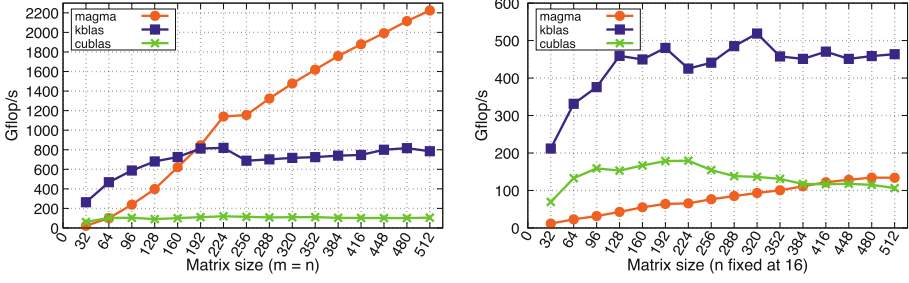 magma
kblas
cublas
2200
2000
1800
1600
1400
1200
1000
800
600
400
200
0
Gflop/s
0 32 64 96 128 160 192 224 256 288 320 352 384 416 448 480 512
Matrix size (m = n)
magma
kblas
cublas
600
500
400
300
200
100
0
Gflop/s
0 32 64 96 128 160 192 224 256 288 320 352 384 416 448 480 512
Matrix size (n fixed at 16)